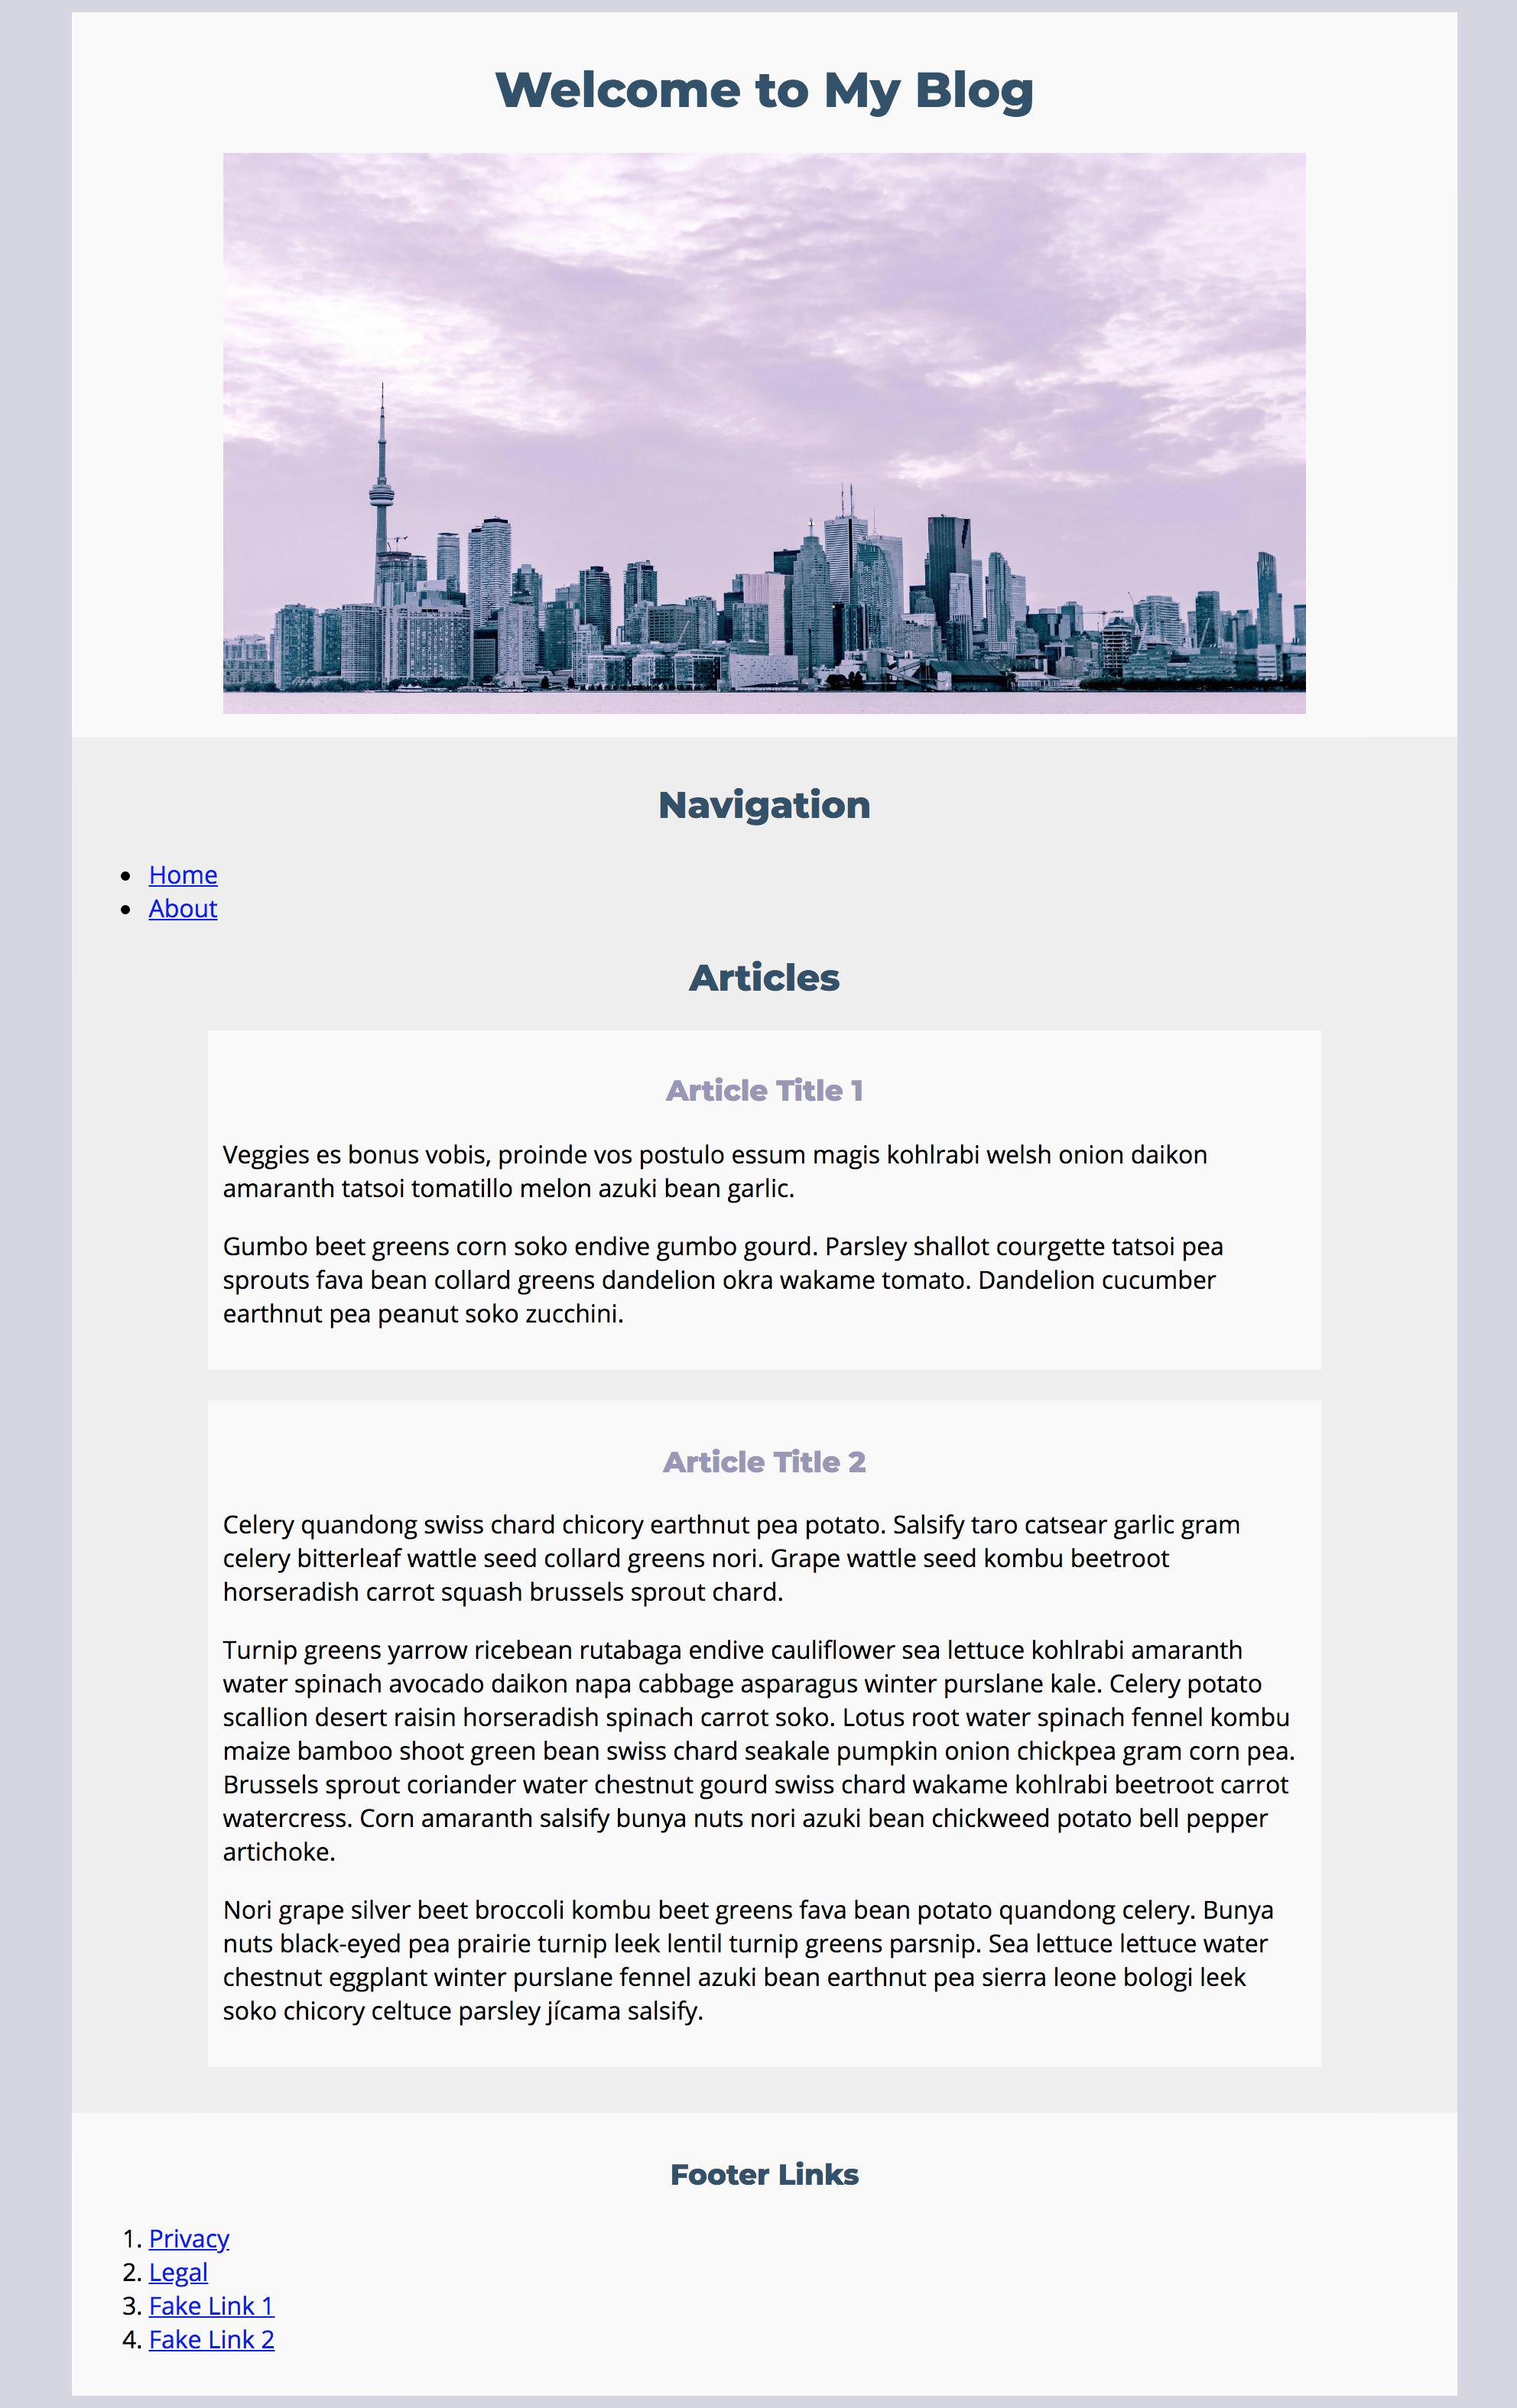 Welcome to My Blog
Navigation
Home
About
Articles
Article Title 1
Veggies es bonus vobis, proinde vos postulo essum magis kohlrabi welsh onion daikon
amaranth tatsoi tomatillo melon azuki bean garlic.
Gumbo beet greens corn soko endive gumbo gourd. Parsley shallot courgette tatsoi pea
sprouts fava bean collard greens dandelion okra wakame tomato. Dandelion cucumber
earthnut pea peanut soko zucchini.
Article Title 2
Celery quandong swiss chard chicory earthnut pea potato. Salsify taro catsear garlic gram
celery bitterleaf wattle seed collard greens nori. Grape wattle seed kombu beetroot
horseradish carrot squash brussels sprout chard.
Turnip greens yarrow ricebean rutabaga endive cauliflower sea lettuce kohlrabi amaranth
water spinach avocado daikon napa cabbage asparagus winter purslane kale. Celery potato
scallion desert raisin horseradish spinach carrot soko. Lotus root water spinach fennel kombu
maize bamboo shoot green bean swiss chard seakale pumpkin onion chickpea gram corn pea.
Brussels sprout coriander water chestnut gourd swiss chard wakame kohlrabi beetroot carrot
watercress. Corn amaranth salsify bunya nuts nori azuki bean chickweed potato bell pepper
artichoke.
Nori grape silver beet broccoli kombu beet greens fava bean potato quandong celery. Bunya
nuts black-eyed pea prairie turnip leek lentil turnip greens parsnip. Sea lettuce lettuce water
chestnut eggplant winter purslane fennel azuki bean earthnut pea sierra leone bologi leek
soko chicory celtuce parsley jícama salsify.
Footer Links
1. Privacy
2. Legal
3. Fake Link 1
4. Fake Link 2